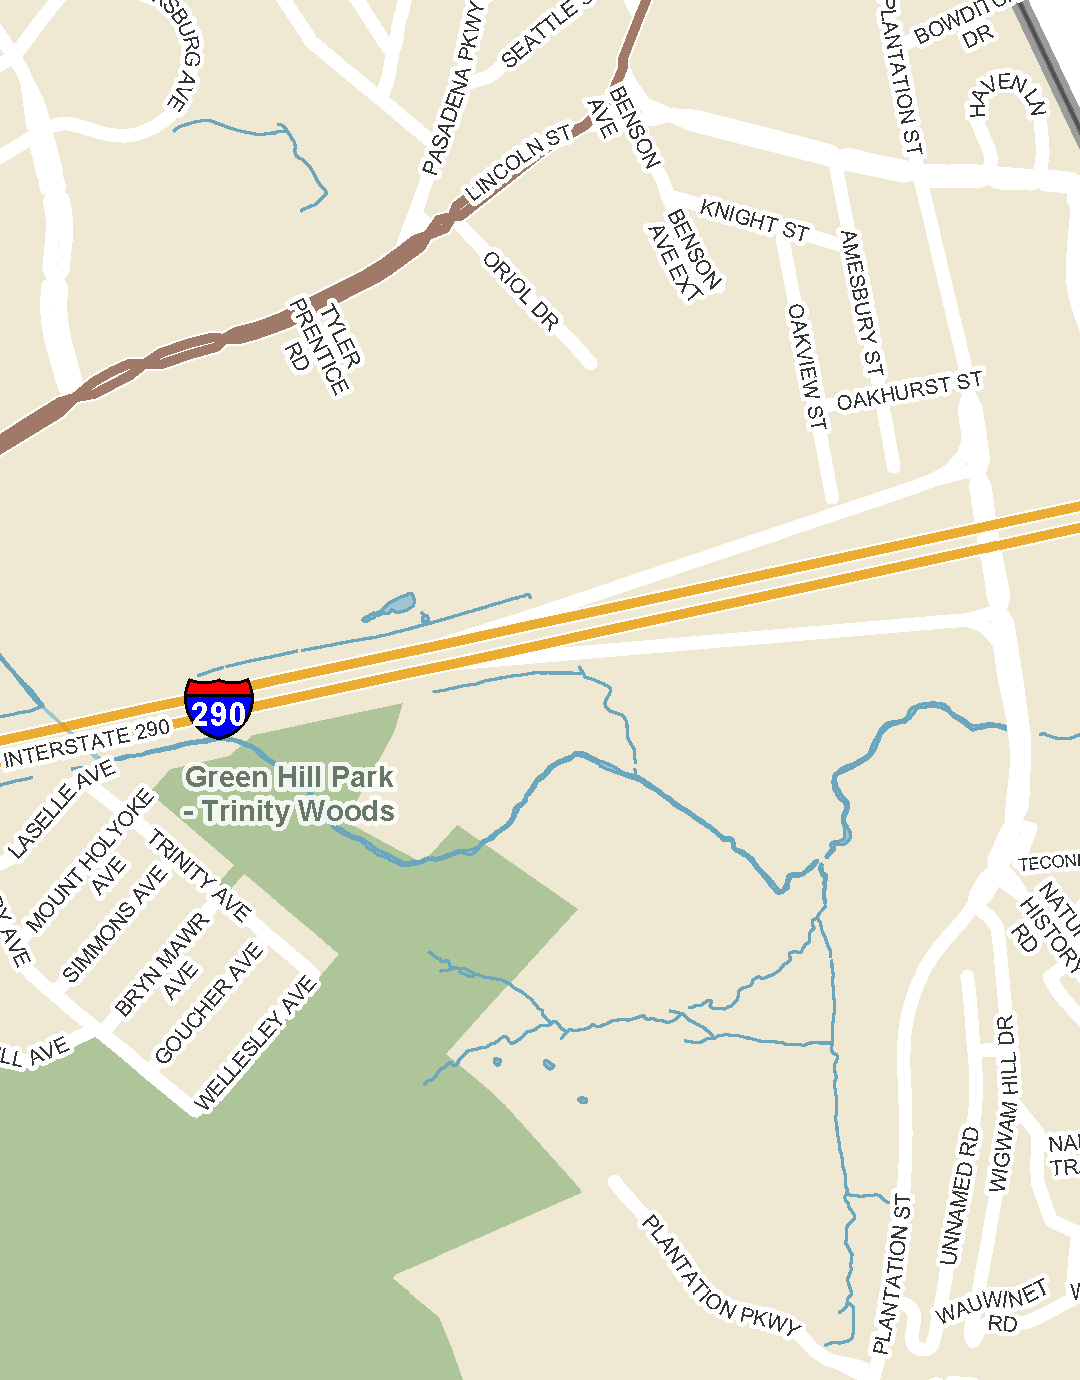 SEATTLE
BOWDITCH
DR
PASADENA PKWY
PLANTATION ST
HAVEN LN
BENSON
AVE
LINCOLN ST
KNIGHT ST
BENSON
AVE EXT
ORIOL DR
AMESBURY ST
OAKVIEW ST
TYLER
PRENTICE
RD
OAKHURST ST
290
INTERSTATE 290
Green Hill Park
- Trinity Woods
LASELLE AVE
MOUNT HOLYOKE
AVE
TRINITY AVE
SIMMONS AVE
BRYN MAWR
AVE
GOUCHER AVE
WELLESLEY AVE
AVE
LL AVE
NATU
HISTORY
RD
WIGWAM HILL DR
UNNAMED RD
PLANTATION ST
PLANTATION PKWY
WAUWINET
RD